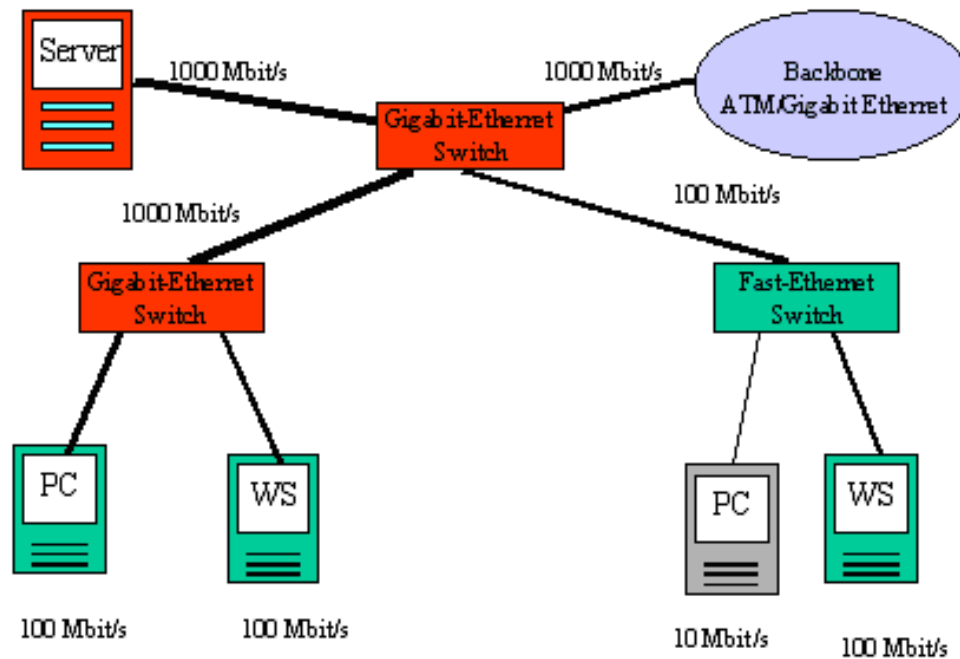 Server
1000 Mbit/s
1000 Mbit/s
Backbone
ATM/Gigabit Ethernet
Gigabit-Ethernet
Switch
1000 Mbit/s
100 Mbit/s
Gigabit-Ethernet
Switch
Fast-Ethernet
Switch
PC
WS
PC
WS
100 Mbit/s
100 Mbit/s
10 Mbit/s
100 Mbit/s